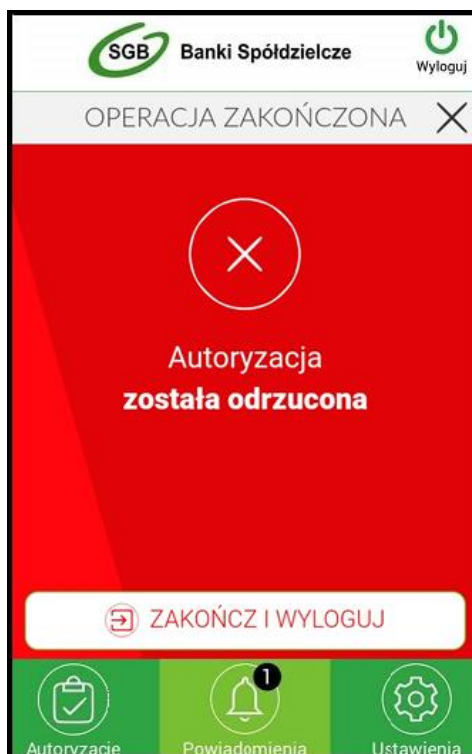 SGB Banki Spółdzielcze
Wyloguj
OPERACJA ZAKOŃCZONA
Autoryzacja
została odrzucona
ZAKOŃCZ I WYLOGUJ
1
Autoryzacje Powiadomienia Ustawienia